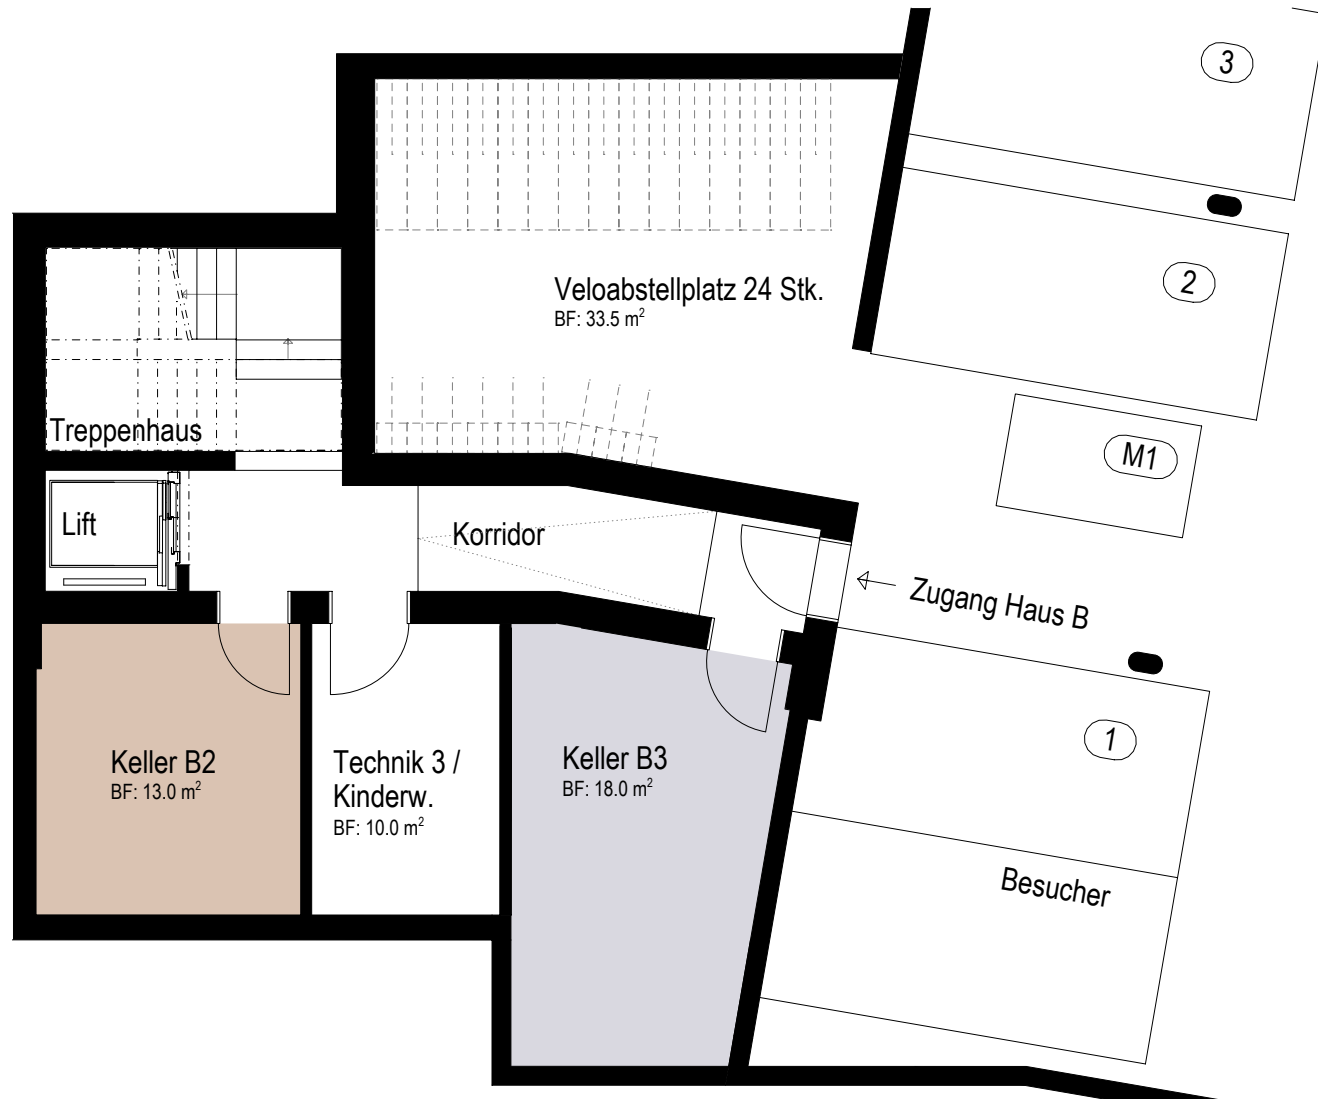 3
2
Veloabstellplatz 24 Stk.
BF: 33.5 m²
Treppenhaus
M1
Lift
Korridor
Zugang Haus B
1
Keller B2
BF: 13.0 m²
Technik 3 /
Kinderw.
BF: 10.0 m²
Keller B3
BF: 18.0 m²
Besucher